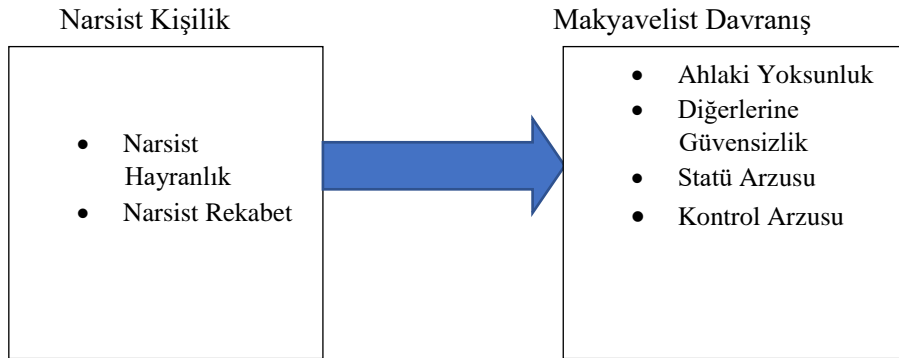 Narsist Kişilik
Makyavelist Davranış
• Narsist
Hayranlık
• Narsist Rekabet
• Ahlaki Yoksunluk
• Diğerlerine
Güvensizlik
• Statü Arzusu
• Kontrol Arzusu